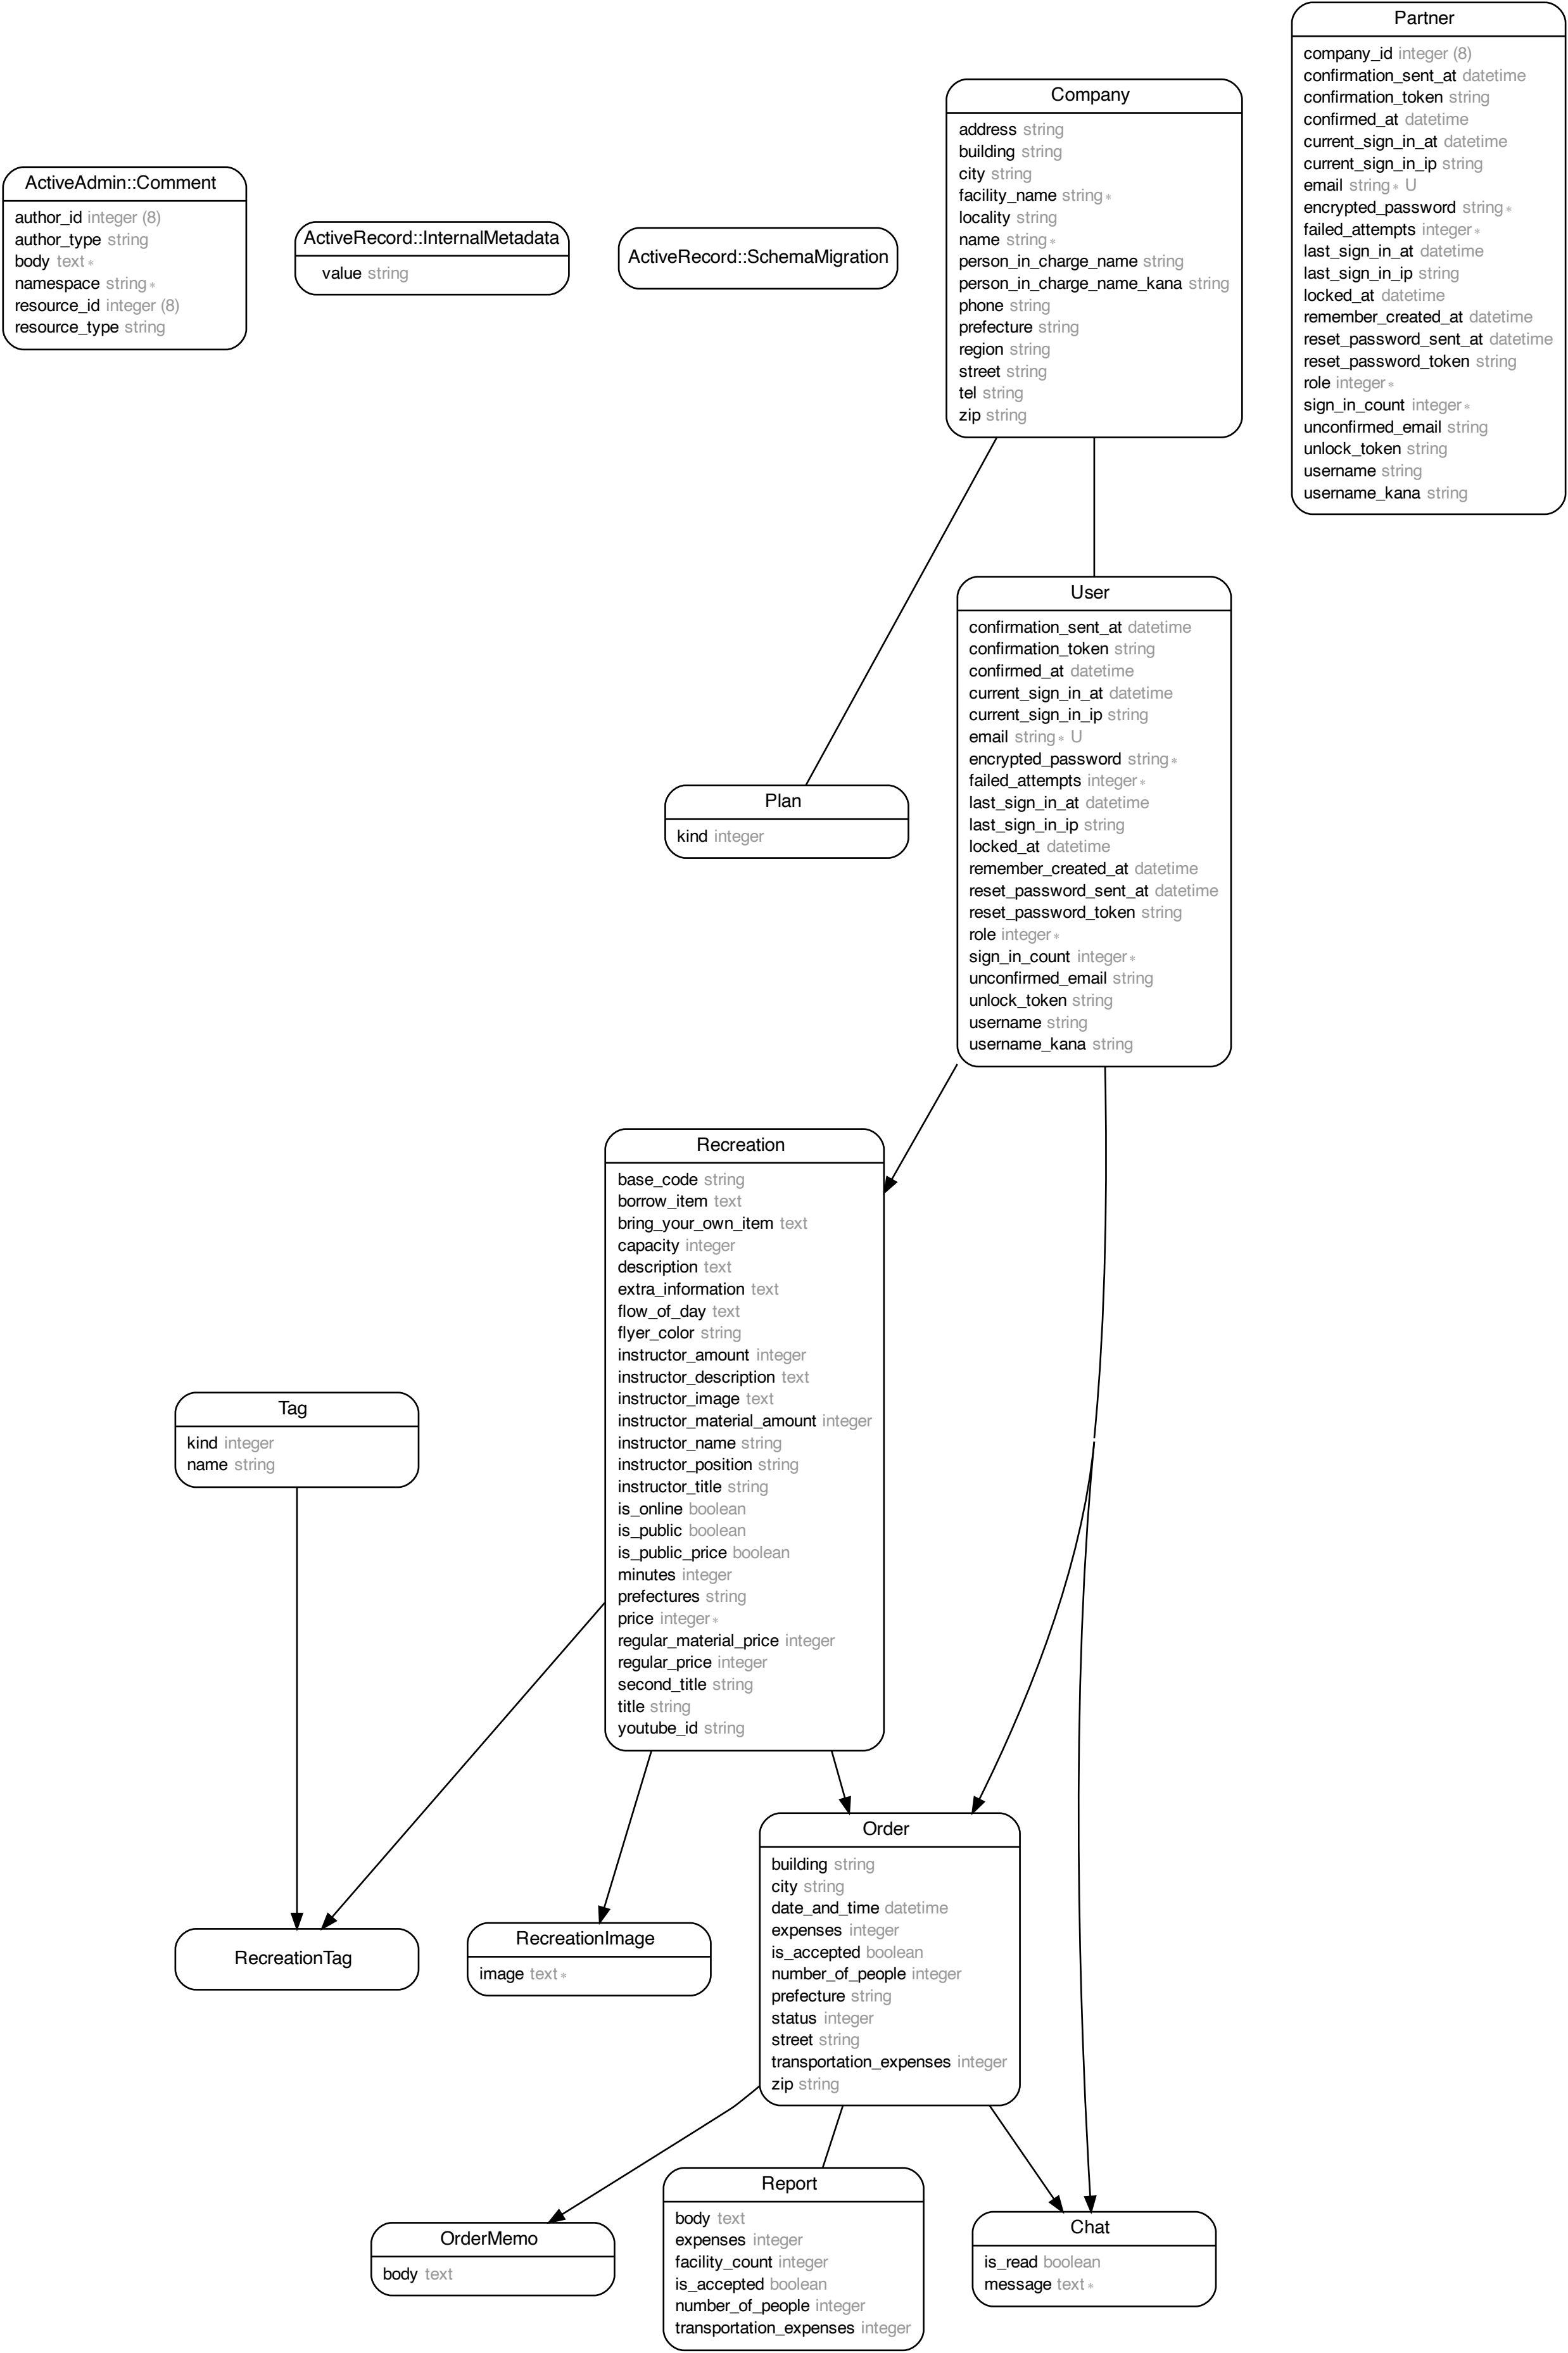 Partner
company_id integer (8)
confirmation_sent_at datetime
confirmation_token string
confirmed_at datetime
current_sign_in_at datetime
current_sign_in_ip string
email string∗ U
encrypted_password string∗
failed_attempts integer∗
last_sign_in_at datetime
last_sign_in_ip string
locked_at datetime
remember_created_at datetime
reset_password_sent_at datetime
reset_password_token string
role integer∗
sign_in_count integer∗
unconfirmed_email string
unlock_token string
username string
username_kana string
Company
address string
building string
city string
facility_name string∗
locality string
name string∗
person_in_charge_name string
person_in_charge_name_kana string
phone string
prefecture string
region string
street string
tel string
zip string
ActiveAdmin::Comment
author_id integer (8)
author_type string
body text∗
namespace string∗
resource_id integer (8)
resource_type string
ActiveRecord::InternalMetadata
value string
ActiveRecord::SchemaMigration
User
confirmation_sent_at datetime
confirmation_token string
confirmed_at datetime
current_sign_in_at datetime
current_sign_in_ip string
email string∗ U
encrypted_password string∗
failed_attempts integer∗
last_sign_in_at datetime
last_sign_in_ip string
locked_at datetime
remember_created_at datetime
reset_password_sent_at datetime
reset_password_token string
role integer∗
sign_in_count integer∗
unconfirmed_email string
unlock_token string
username string
username_kana string
Plan
kind integer
Recreation
base_code string
borrow_item text
bring_your_own_item text
capacity integer
description text
extra_information text
flow_of_day text
flyer_color string
instructor_amount integer
instructor_description text
instructor_image text
instructor_material_amount integer
instructor_name string
instructor_position string
instructor_title string
is_online boolean
is_public boolean
is_public_price boolean
minutes integer
prefectures string
price integer∗
regular_material_price integer
regular_price integer
second_title string
title string
youtube_id string
Tag
kind integer
name string
RecreationTag
RecreationImage
image text∗
Order
building string
city string
date_and_time datetime
expenses integer
is_accepted boolean
number_of_people integer
prefecture string
status integer
street string
transportation_expenses integer
zip string
OrderMemo
body text
Report
body text
expenses integer
facility_count integer
is_accepted boolean
number_of_people integer
transportation_expenses integer
Chat
is_read boolean
message text∗